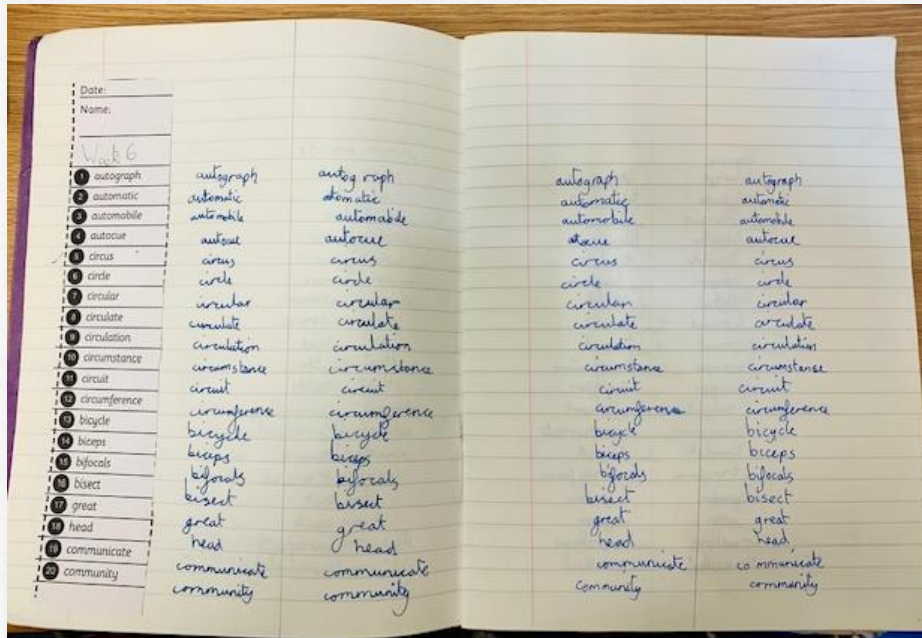 Date:
Name:
Week 6
1 autograph autograph autog raph autograph autograph
2 automatic automatic atomatic automatic automatic
3 automobile automobile automabile automobile automobile
4 autocue autocue autocue atocue autocue
5 circus circus circus circus circus
6 circle circle circle circle circle
7 circular circular circular circular circular
8 circulate circulate circulate circulate circulate
9 circulation circulation circulation circulation circulation
10 circumstance circumstance circumstance circumstance circumstanse
11 circuit circuit circuit circuit circuit
12 circumference circumference circumference circumference circumference
13 bicycle bicycle bicycle bicycle bicycle
14 biceps biceps biceps biceps biceps
15 bifocals bifocals bifocals bifocals bifocals
16 bisect bisect bisect bisect bisect
17 great great great great great
18 head head head head head
19 communicate communicate communicate communicate co mmunicate
20 community community community community community